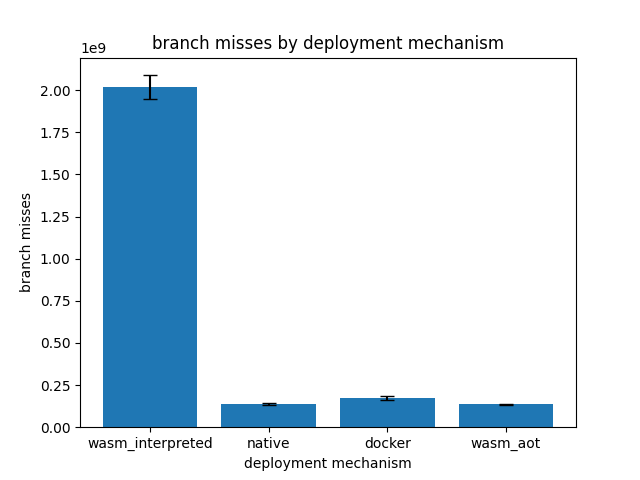 branch misses by deployment mechanism
1e9
2.00
1.75
1.50
1.25
1.00
0.75
0.50
0.25
0.00
branch misses
wasm_interpreted
native
docker
wasm_aot
deployment mechanism